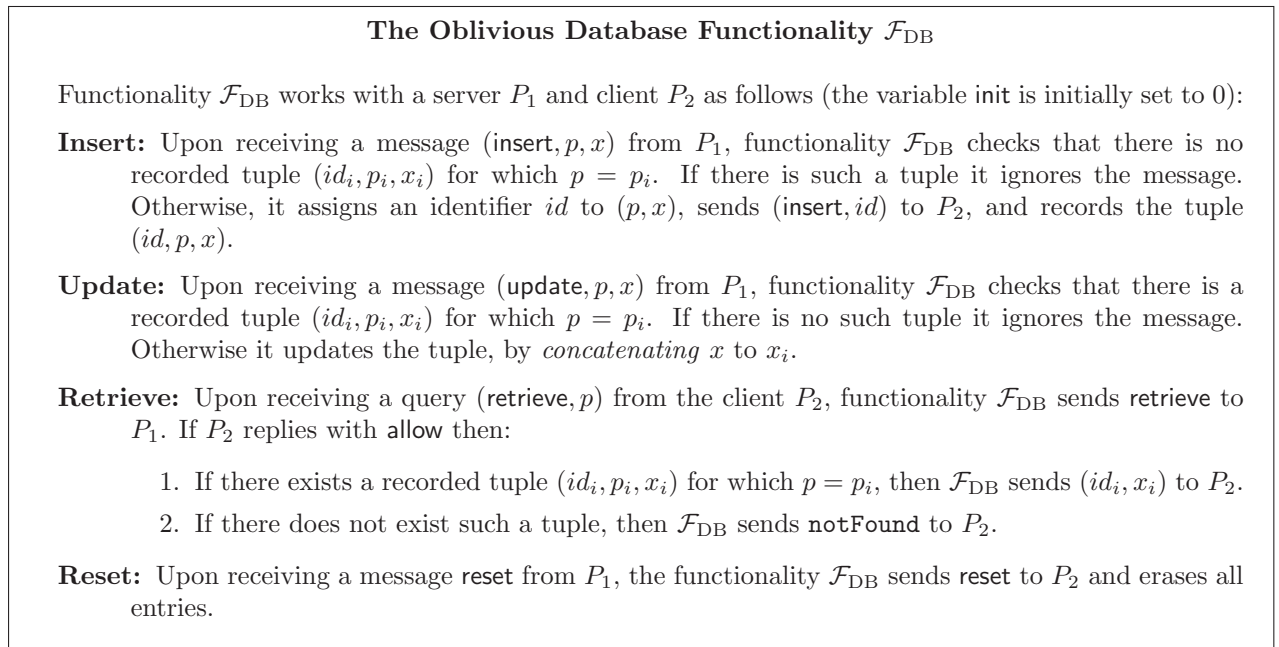 The Oblivious Database Functionality $\mathcal{F}_{\mathrm{DB}}$
Functionality $\mathcal{F}_{\mathrm{DB}}$ works with a server $P_1$ and client $P_2$ as follows (the variable init is initially set to 0):
Insert: Upon receiving a message (insert, $p, x$) from $P_1$, functionality $\mathcal{F}_{\mathrm{DB}}$ checks that there is no
recorded tuple $(id_i, p_i, x_i)$ for which $p = p_i$. If there is such a tuple it ignores the message.
Otherwise, it assigns an identifier $id$ to $(p, x)$, sends (insert, $id$) to $P_2$, and records the tuple
$(id, p, x)$.
Update: Upon receiving a message (update, $p, x$) from $P_1$, functionality $\mathcal{F}_{\mathrm{DB}}$ checks that there is a
recorded tuple $(id_i, p_i, x_i)$ for which $p = p_i$. If there is no such tuple it ignores the message.
Otherwise it updates the tuple, by concatenating $x$ to $x_i$.
Retrieve: Upon receiving a query (retrieve, $p$) from the client $P_2$, functionality $\mathcal{F}_{\mathrm{DB}}$ sends retrieve to
$P_1$. If $P_2$ replies with allow then:
1. If there exists a recorded tuple $(id_i, p_i, x_i)$ for which $p = p_i$, then $\mathcal{F}_{\mathrm{DB}}$ sends $(id_i, x_i)$ to $P_2$.
2. If there does not exist such a tuple, then $\mathcal{F}_{\mathrm{DB}}$ sends notFound to $P_2$.
Reset: Upon receiving a message reset from $P_1$, the functionality $\mathcal{F}_{\mathrm{DB}}$ sends reset to $P_2$ and erases all
entries.